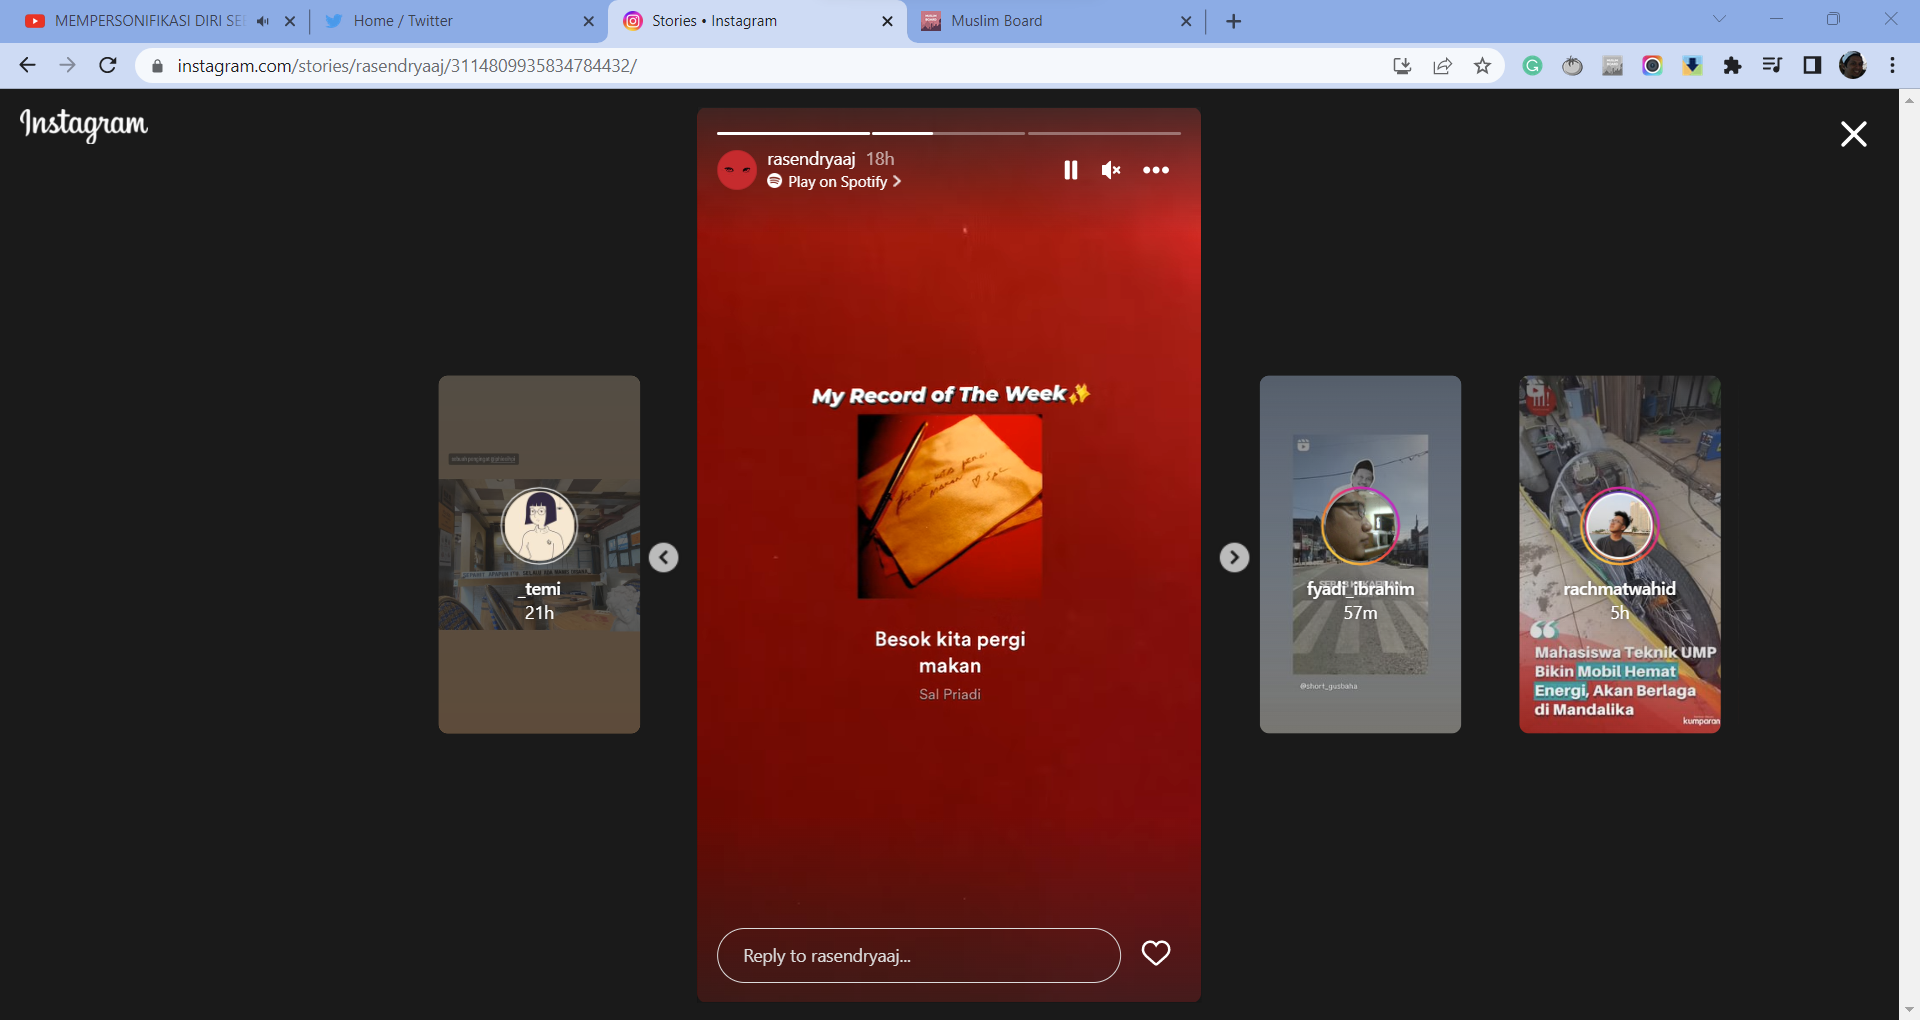 MEMPERSONIFIKASI DIRI SE
Home / Twitter
Stories • Instagram
Muslim Board
instagram.com/stories/rasendryaaj/3114809935834784432/
Instagram
rasendryaaj 18h
Play on Spotify
My Record of The Week✨
Besok kita pergi
makan
Sal Priadi
Reply to rasendryaaj...
_temi
21h
fyadi_ibrahim
57m
@short_gusbaha
rachmatwahid
5h
Mahasiswa Teknik UMP
Bikin Mobil Hemat
Energi, Akan Berlaga
di Mandalika
kumparan